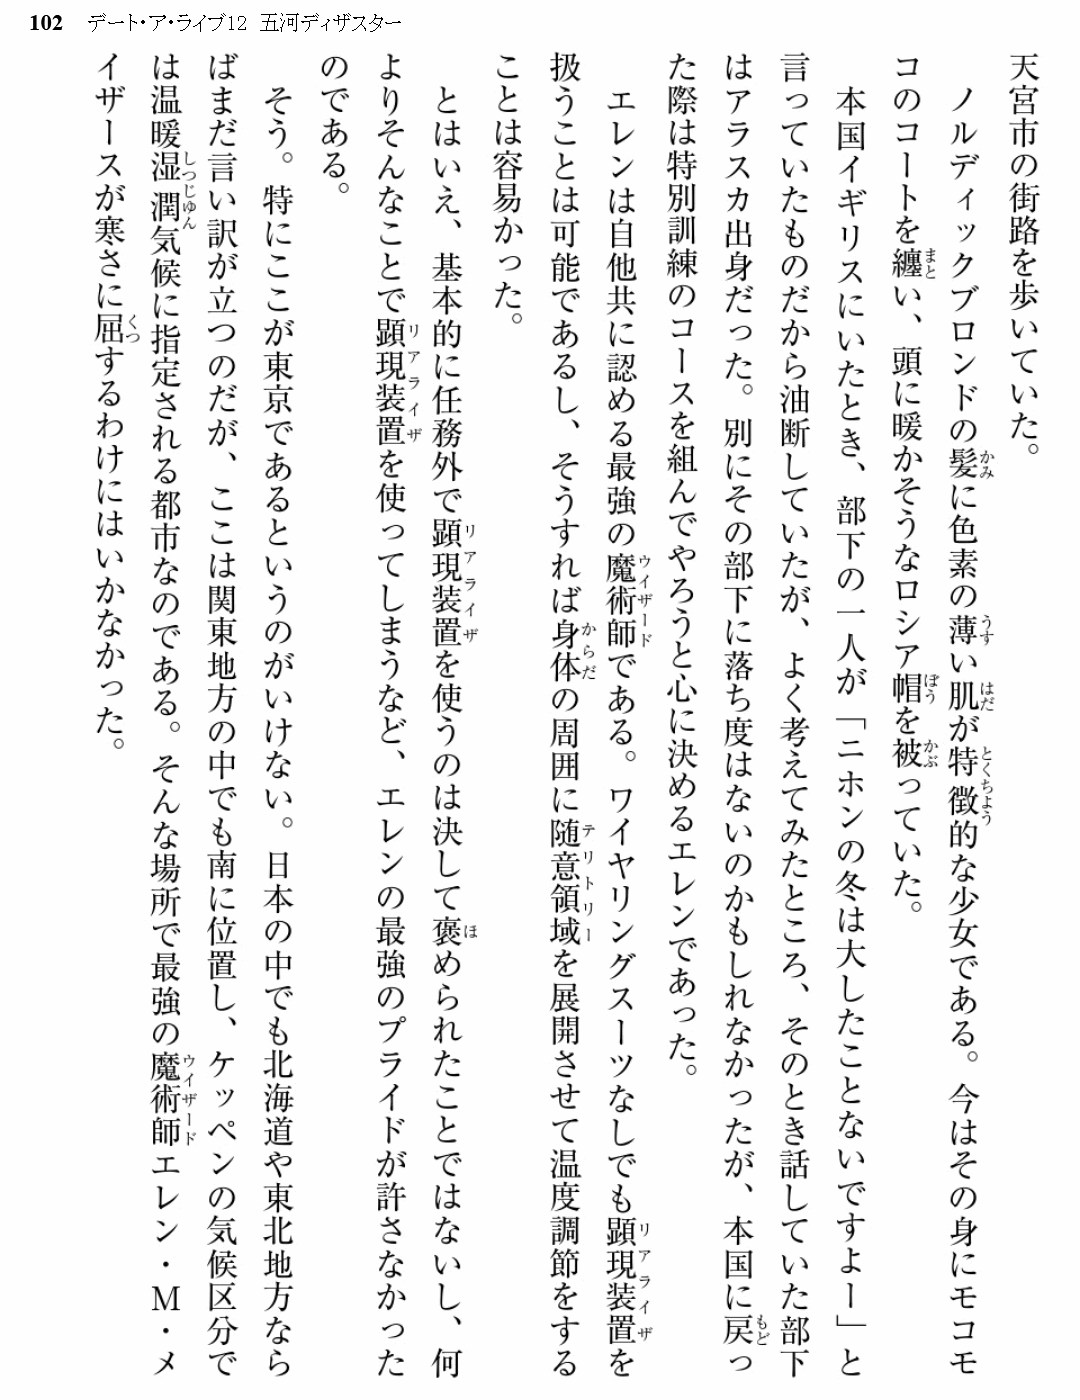 102 デート・ア・ライブ12 五河ディザスター
天宮市の街路を歩いていた。
ノルディックブロンドの髪に色素の薄い肌が特徴的な少女である。今はその身にモコモ
コのコートを纏い、頭に暖かそうなロシア帽を被っていた。
本国イギリスにいたとき、部下の一人が「ニホンの冬は大したことないですよー」と
言っていたものだから油断していたが、よく考えてみたところ、そのとき話していた部下
はアラスカ出身だった。別にその部下に落ち度はないのかもしれなかったが、本国に戻っ
た際は特別訓練のコースを組んでやろうと心に決めるエレンであった。
エレンは自他共に認める最強の魔術師である。ワイヤリングスーツなしでも顕現装置を
扱うことは可能であるし、そうすれば身体の周囲に随意領域を展開させて温度調節をする
ことは容易かった。
とはいえ、基本的に任務外で顕現装置を使うのは決して褒められたことではないし、何
よりそんなことで顕現装置を使ってしまうなど、エレンの最強のプライドが許さなかった
のである。
そう。特にここが東京であるというのがいけない。日本の中でも北海道や東北地方なら
ばまだ言い訳が立つのだが、ここは関東地方の中でも南に位置し、ケッペンの気候区分で
は温暖湿潤気候に指定される都市なのである。そんな場所で最強の魔術師エレン・Ｍ・メ
イザースが寒さに屈するわけにはいかなかった。